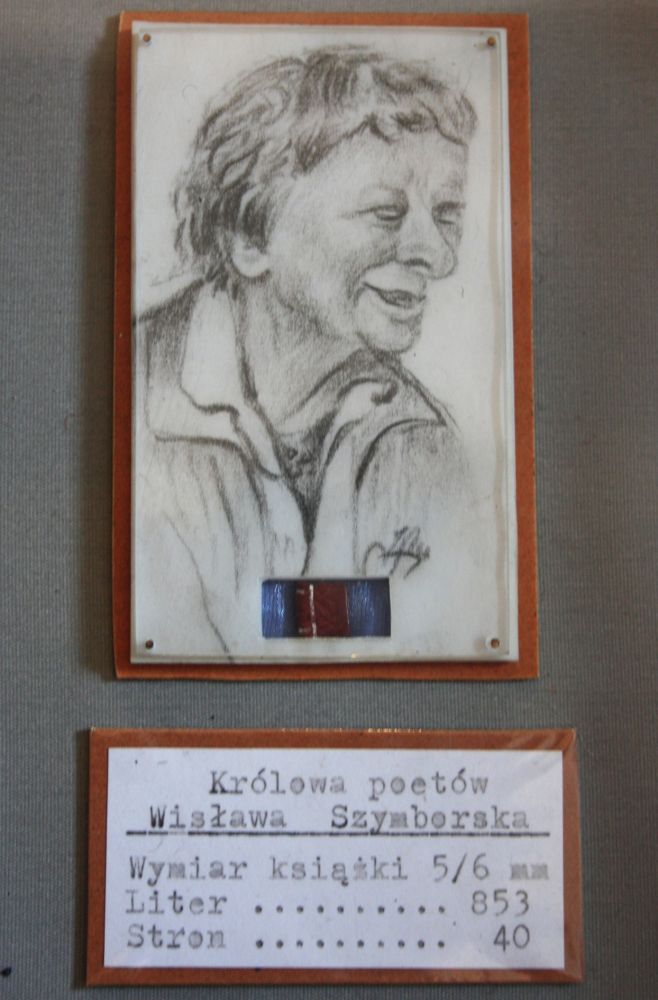 Królowa poetów
Wisława Szymborska
Wymiar książki 5/6 mm
Liter .......... 853
Stron .......... 40